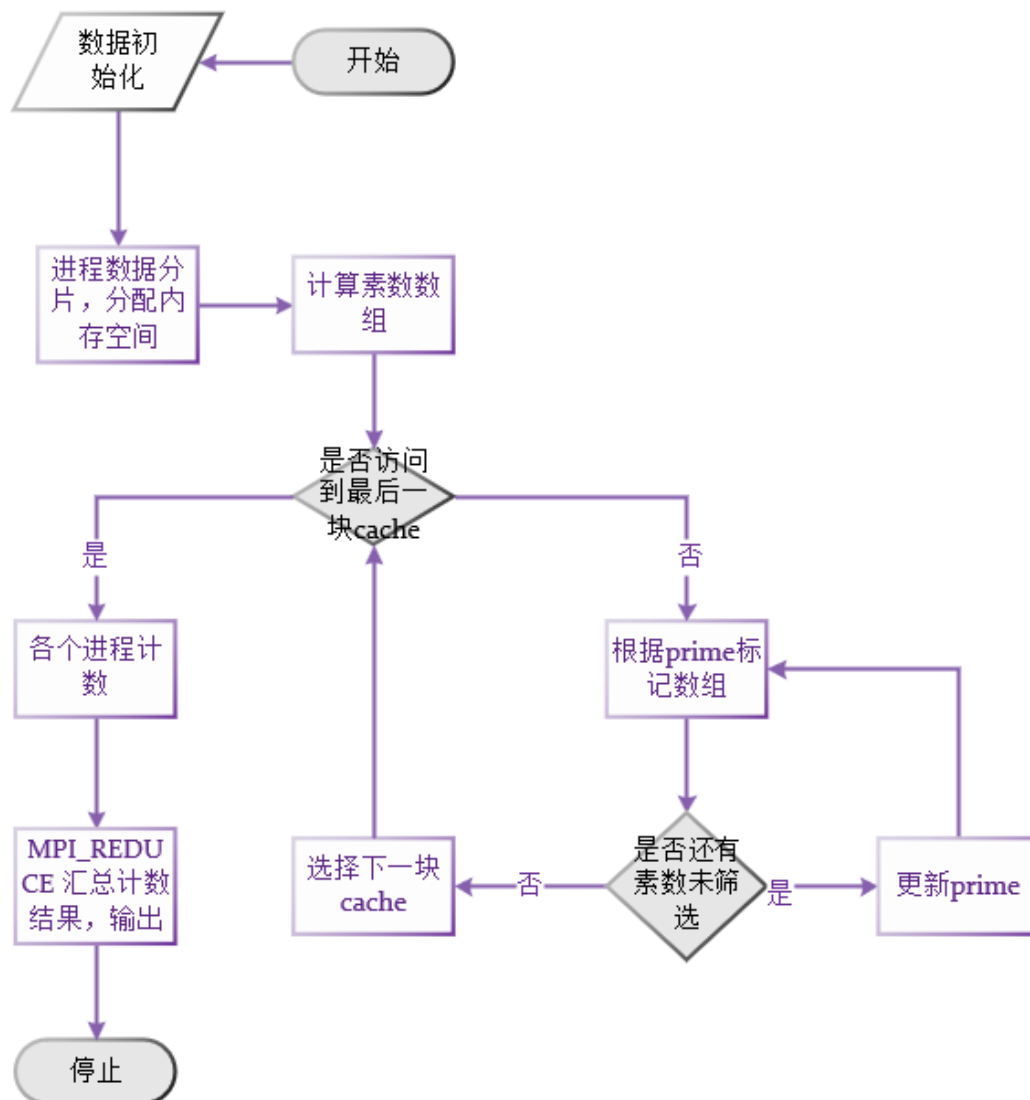 数据初
始化
开始
进程数据分
片，分配内
存空间
计算素数数
组
是否访问
到最后一
块cache
是
否
各个进程计
数
根据prime标
记数组
MPI_REDU
CE 汇总计数
结果，输出
选择下一块
cache
否
是否还有
素数未筛
选
是
更新prime
停止